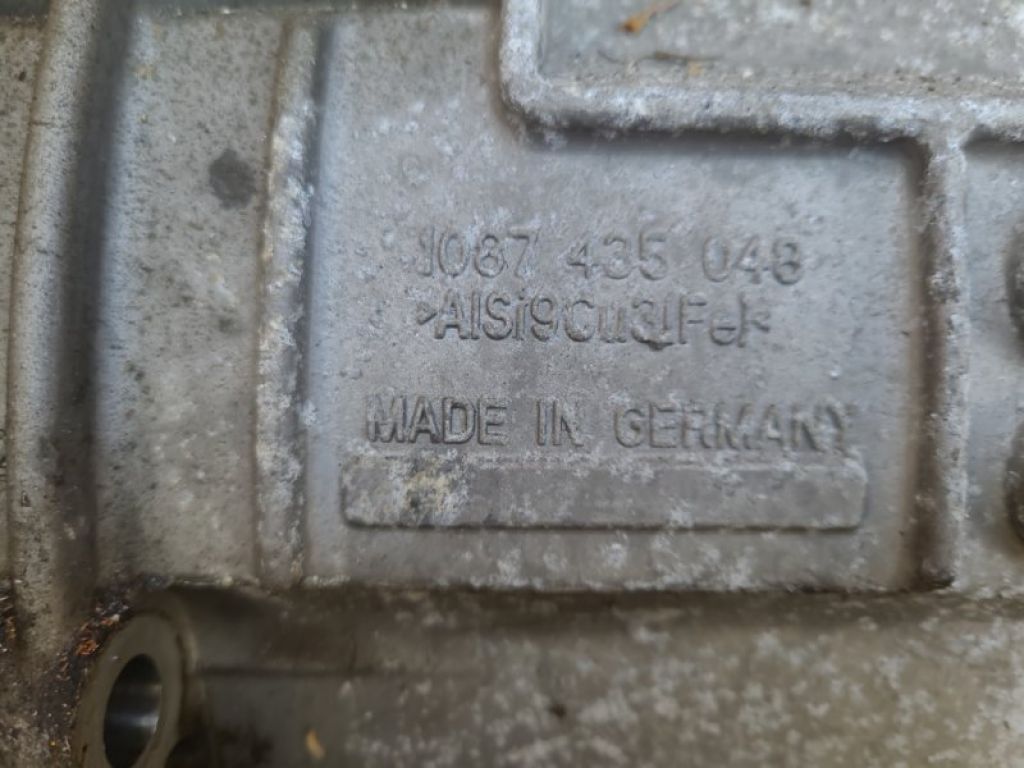 1087 435 048
>AlSi9Cu3(Fe)<
MADE IN GERMANY